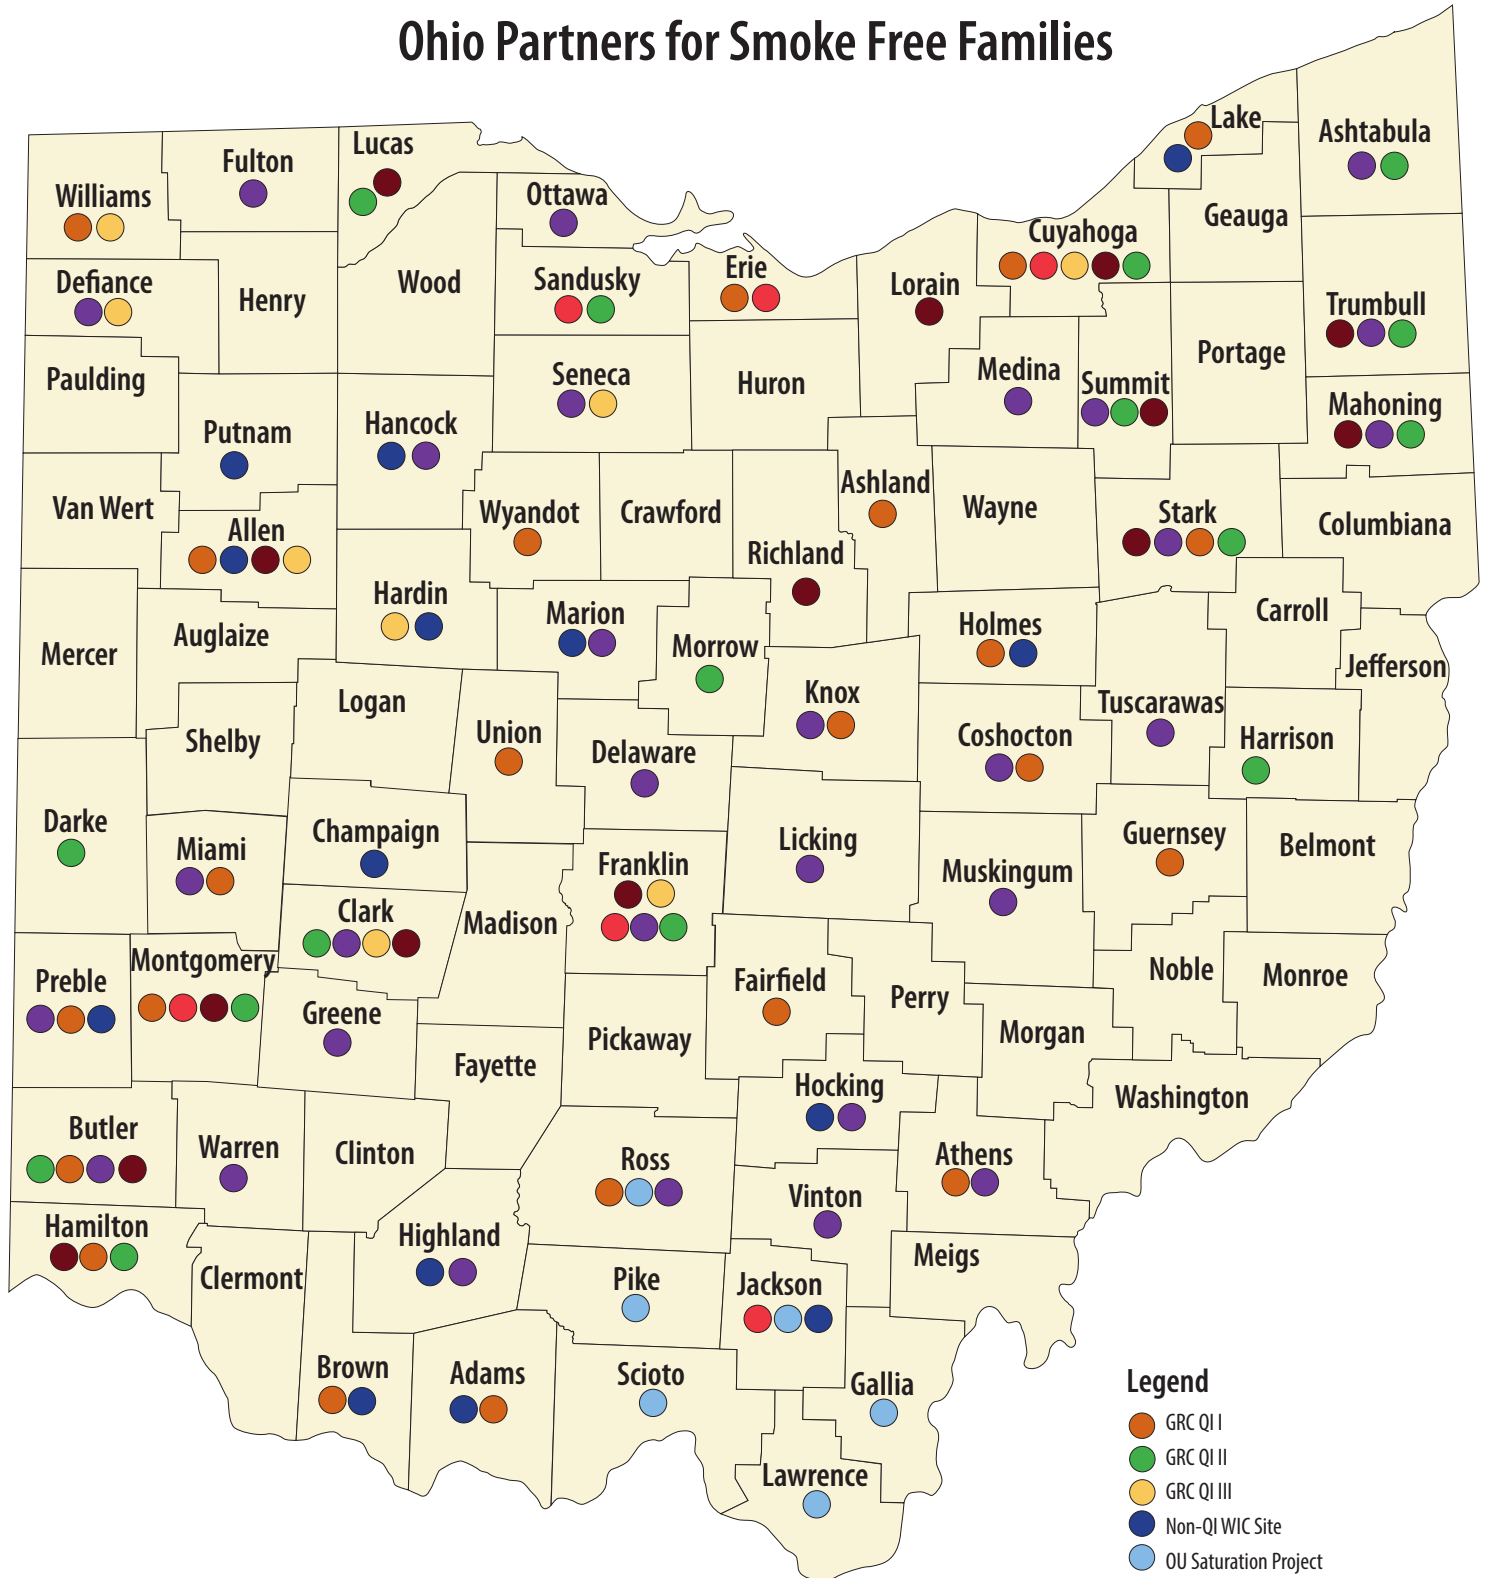 Ohio Partners for Smoke Free Families
Lake
Ashtabula
Lucas
Fulton
Williams
Ottawa
Geauga
Cuyahoga
Erie
Sandusky
Defiance
Wood
Lorain
Henry
Trumbull
Portage
Medina
Seneca
Paulding
Huron
Summit
Mahoning
Hancock
Putnam
Ashland
Van Wert
Wayne
Wyandot
Crawford
Stark
Columbiana
Allen
Richland
Hardin
Marion
Carroll
Holmes
Auglaize
Morrow
Mercer
Jefferson
Knox
Logan
Tuscarawas
Union
Coshocton
Harrison
Shelby
Delaware
Darke
Champaign
Guernsey
Licking
Belmont
Miami
Franklin
Muskingum
Clark
Madison
Montgomery
Noble
Monroe
Preble
Fairfield
Perry
Greene
Morgan
Pickaway
Fayette
Hocking
Washington
Butler
Warren
Clinton
Athens
Ross
Vinton
Hamilton
Highland
Meigs
Clermont
Pike
Jackson
Brown
Adams
Scioto
Gallia
Lawrence
Legend
GRC QI I
GRC QI II
GRC QI III
Non-QI WIC Site
OU Saturation Project